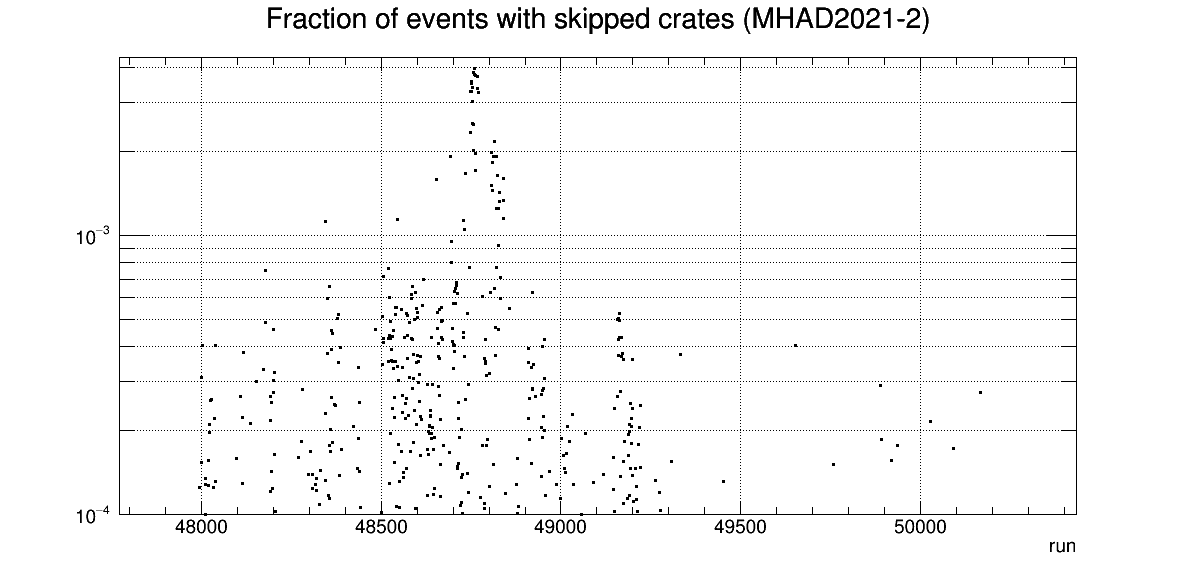 Fraction of events with skipped crates (MHAD2021-2)
10⁻³
10⁻⁴
48000 48500 49000 49500 50000
run